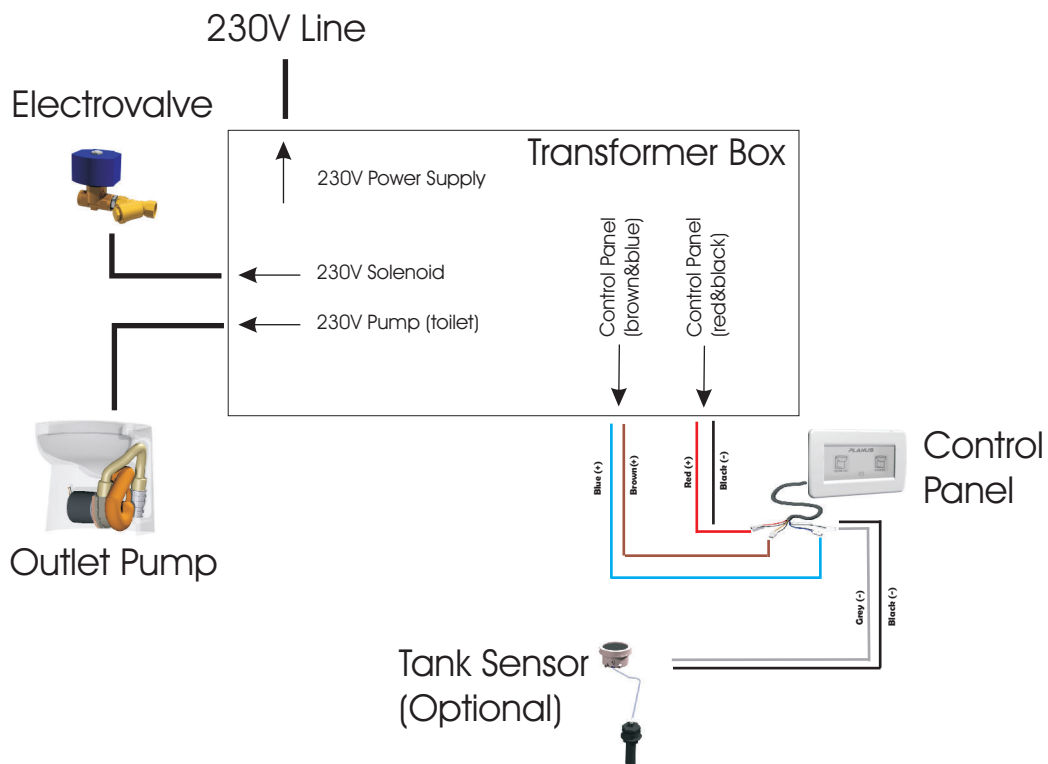 230V Line
Electrovalve
Transformer Box
230V Power Supply
230V Solenoid
230V Pump (toilet)
Control Panel
(brown&blue)
Control Panel
(red&black)
Blue (+)
Brown(+)
Red (+)
Black (-)
PLANUS
Control
Panel
Outlet Pump
Grey (-)
Black (-)
Tank Sensor
(Optional)